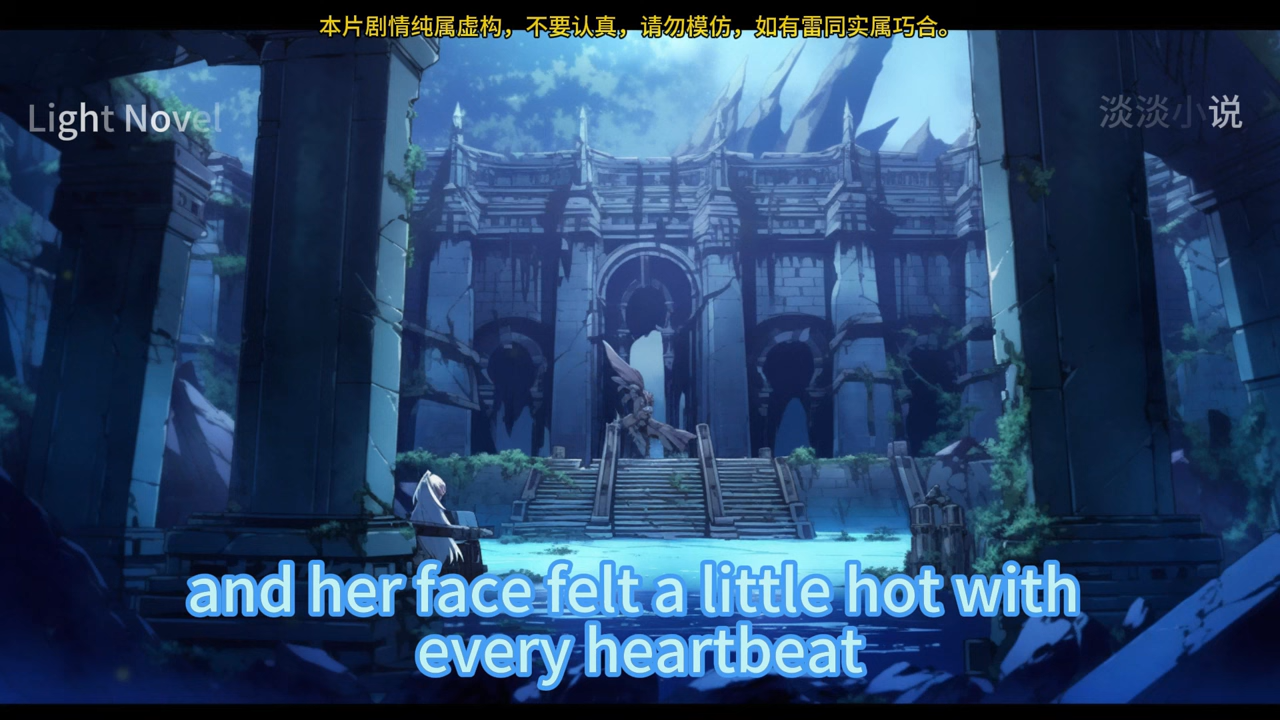 本片剧情纯属虚构，不要认真，请勿模仿，如有雷同实属巧合。
Light Novel
淡淡小说
and her face felt a little hot with
every heartbeat